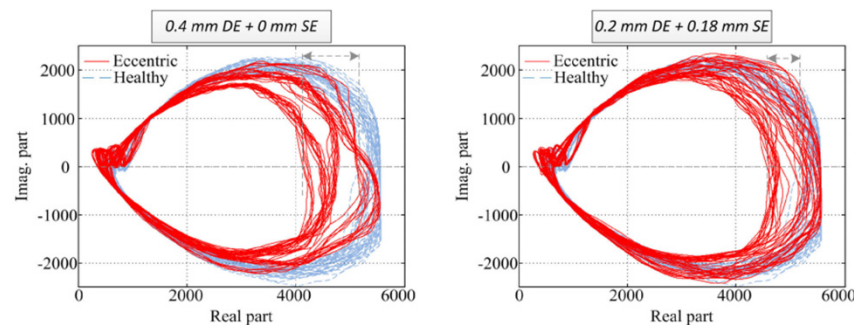 0.4 mm DE + 0 mm SE
Eccentric
Healthy
2000
1000
0
-1000
-2000
Imag. part
0
2000
4000
6000
Real part
0.2 mm DE + 0.18 mm SE
Eccentric
Healthy
2000
1000
0
-1000
-2000
Imag. part
0
2000
4000
6000
Real part